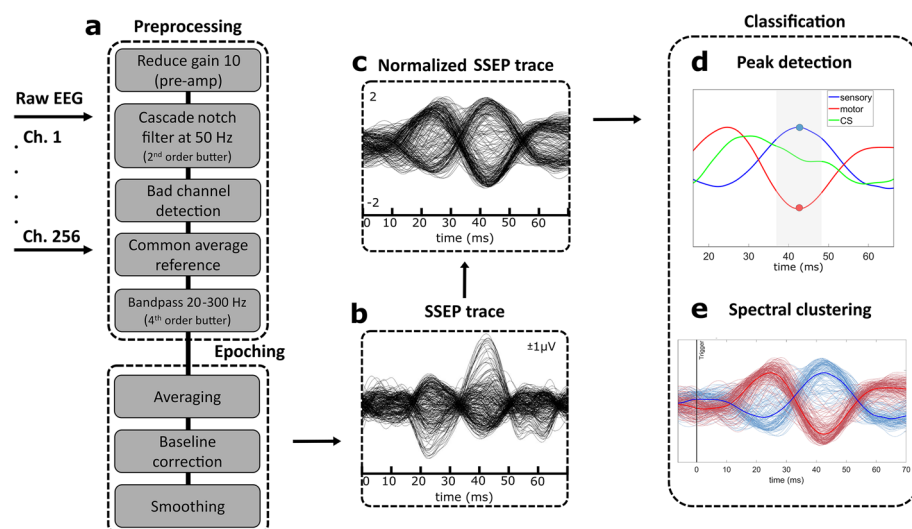 a
Preprocessing
Reduce gain 10
(pre-amp)
Raw EEG
Ch. 1
Cascade notch
filter at 50 Hz
(2nd order butter)
Bad channel
detection
Ch. 256
Common average
reference
Bandpass 20-300 Hz
(4th order butter)
Epoching
Averaging
Baseline
correction
Smoothing
c
Normalized SSEP trace
2
-2
0 10 20 30 40 50 60
time (ms)
b
SSEP trace
±1µV
0 10 20 30 40 50 60 70
time (ms)
Classification
d
Peak detection
sensory
motor
CS
20 30 40 50 60
time (ms)
e
Spectral clustering
Trigger
0 10 20 30 40 50 60 70
time (ms)